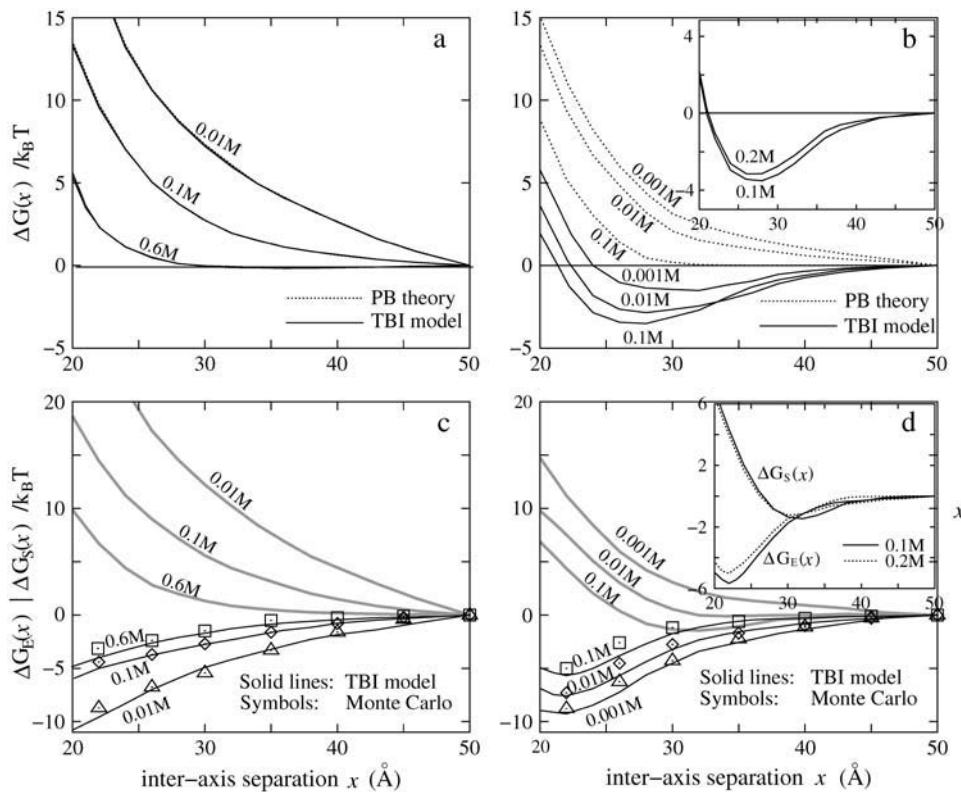 a
ΔG(x) /k_BT
15
10
5
0
−5
0.01M
0.1M
0.6M
PB theory
TBI model
20 30 40 50
b
15
10
5
0
−5
0.001M
0.01M
0.1M
0.001M
0.01M
0.1M
PB theory
TBI model
20 30 40 50
4
0
−4
0.2M
0.1M
20 30 40 50
c
ΔG_E(x) | ΔG_S(x) /k_BT
20
10
0
−10
0.01M
0.1M
0.6M
0.6M
0.1M
0.01M
Solid lines: TBI model
Symbols: Monte Carlo
20 30 40 50
inter−axis separation x (Å)
d
20
10
0
−10
0.001M
0.01M
0.1M
0.1M
0.01M
0.001M
Solid lines: TBI model
Symbols: Monte Carlo
20 30 40 50
inter−axis separation x (Å)
6
2
−2
−6
ΔG_S(x)
ΔG_E(x)
0.1M
0.2M
20 30 40 50
x